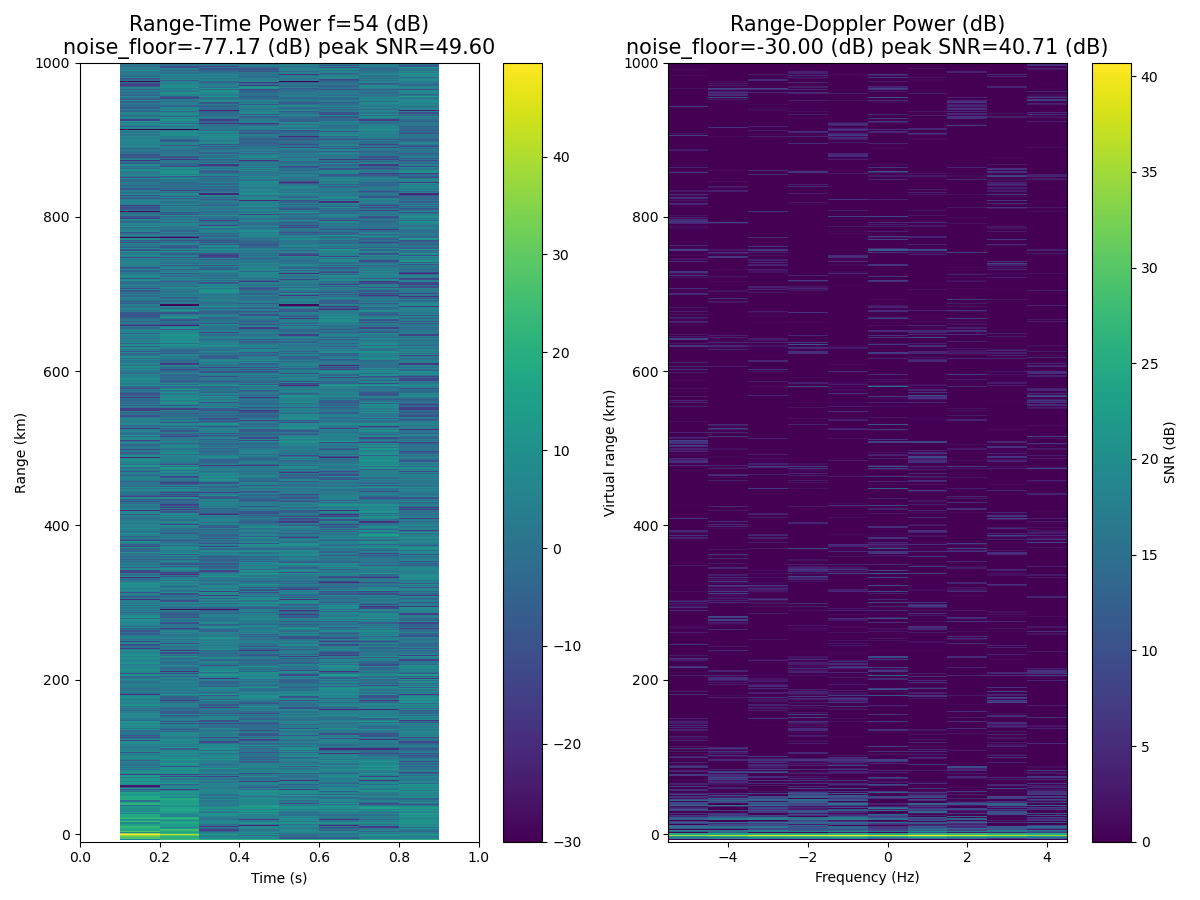 Range-Time Power f=54 (dB)
noise_floor=-77.17 (dB) peak SNR=49.60
Range (km)
1000
800
600
400
200
0
0.0 0.2 0.4 0.6 0.8 1.0
Time (s)
40
30
20
10
0
−10
−20
−30
Range-Doppler Power (dB)
noise_floor=-30.00 (dB) peak SNR=40.71 (dB)
Virtual range (km)
1000
800
600
400
200
0
−4 −2 0 2 4
Frequency (Hz)
40
35
30
25
20
15
10
5
0
SNR (dB)